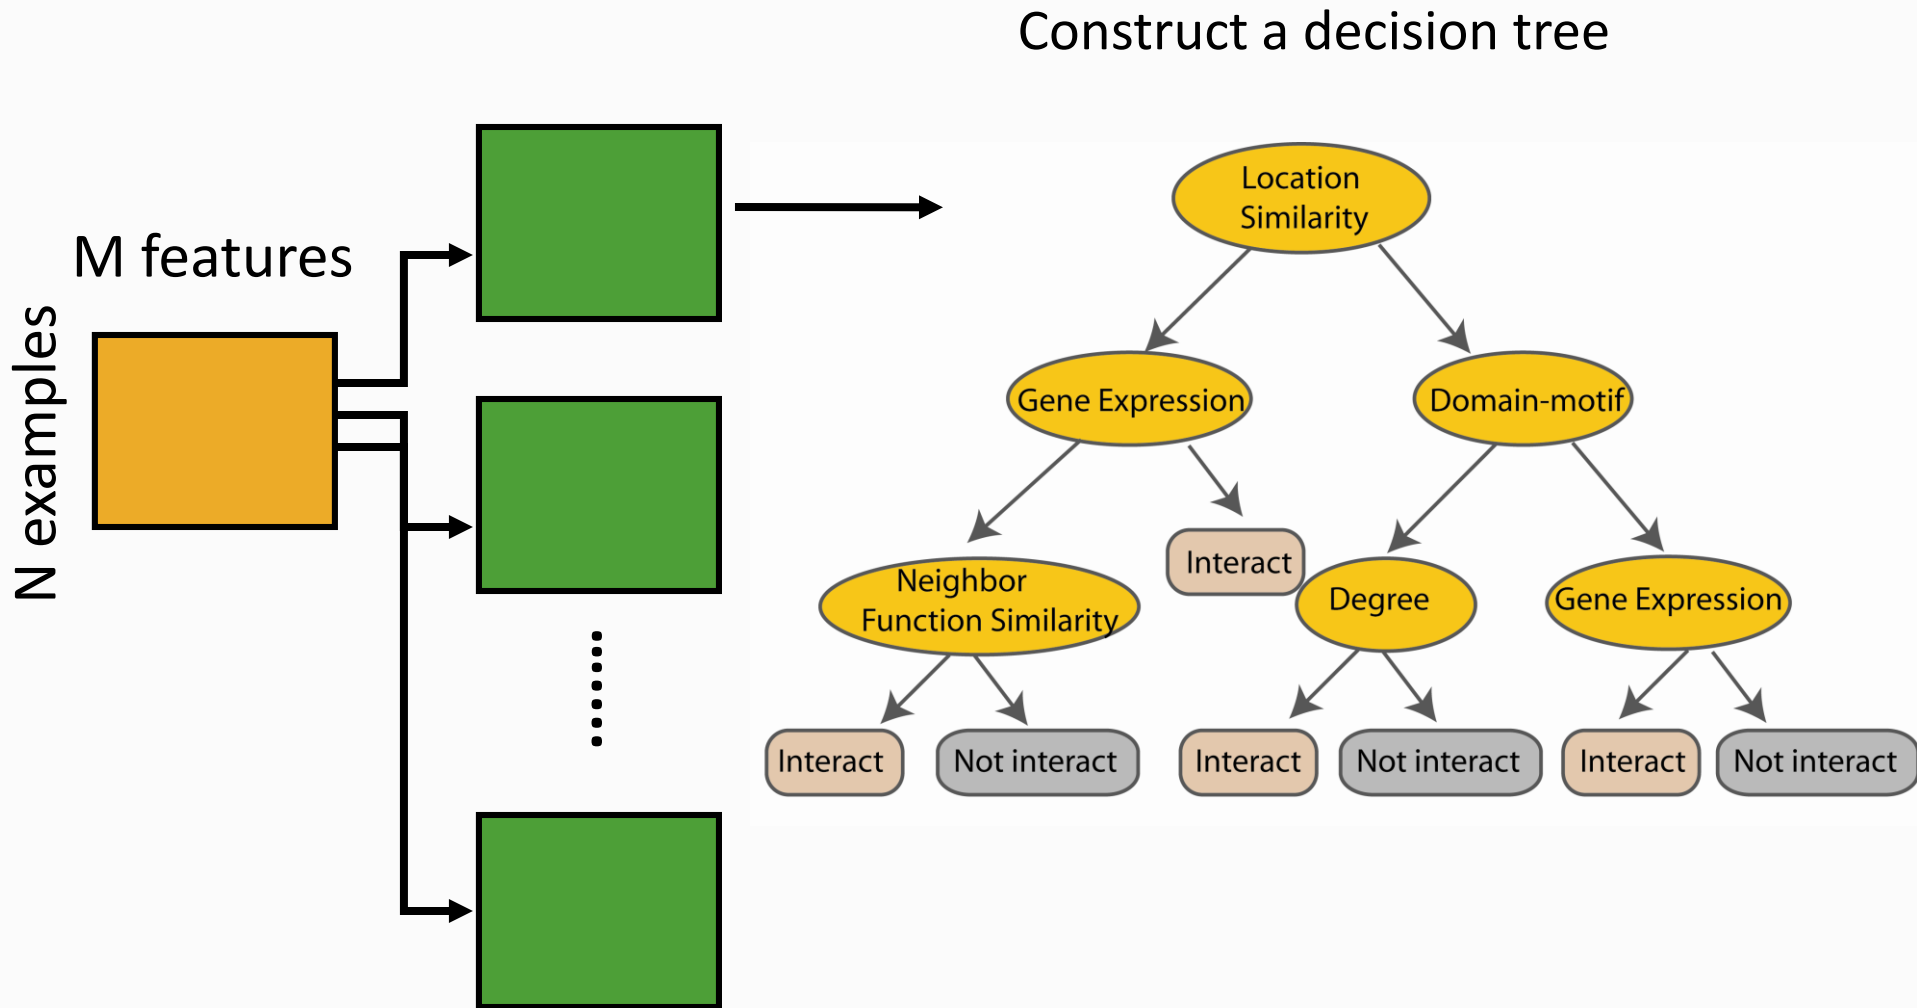 Construct a decision tree
M features
N examples
Location
Similarity
Gene Expression
Domain-motif
Interact
Neighbor
Function Similarity
Degree
Gene Expression
Interact
Not interact
Interact
Not interact
Interact
Not interact